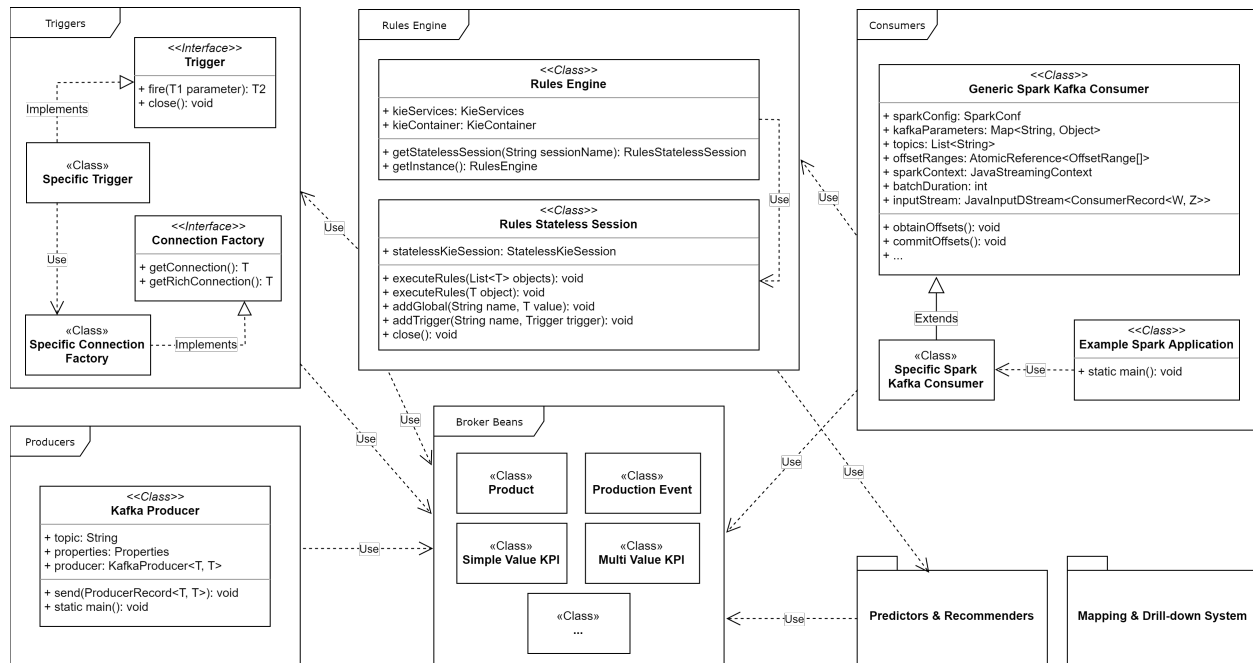 Triggers
<<Interface>>
Trigger
+ fire(T1 parameter): T2
+ close(): void
Implements
«Class»
Specific Trigger
<<Interface>>
Connection Factory
+ getConnection(): T
+ getRichConnection(): T
Use
«Class»
Specific Connection
Factory
Implements
Rules Engine
<<Class>>
Rules Engine
+ kieServices: KieServices
+ kieContainer: KieContainer
+ getStatelessSession(String sessionName): RulesStatelessSession
+ getInstance(): RulesEngine
Use
<<Class>>
Rules Stateless Session
+ statelessKieSession: StatelessKieSession
+ executeRules(List<T> objects): void
+ executeRules(T object): void
+ addGlobal(String name, T value): void
+ addTrigger(String name, Trigger trigger): void
+ close(): void
Use
Use
Consumers
<<Class>>
Generic Spark Kafka Consumer
+ sparkConfig: SparkConf
+ kafkaParameters: Map<String, Object>
+ topics: List<String>
+ offsetRanges: AtomicReference<OffsetRange[]>
+ sparkContext: JavaStreamingContext
+ batchDuration: int
+ inputStream: JavaInputDStream<ConsumerRecord<W, Z>>
+ obtainOffsets(): void
+ commitOffsets(): void
+ ...
Extends
«Class»
Specific Spark
Kafka Consumer
Use
<<Class>>
Example Spark Application
+ static main(): void
Use
Use
Use
Use
Producers
<<Class>>
Kafka Producer
+ topic: String
+ properties: Properties
+ producer: KafkaProducer<T, T>
+ send(ProducerRecord<T, T>): void
+ static main(): void
Use
Broker Beans
«Class»
Product
«Class»
Production Event
«Class»
Simple Value KPI
«Class»
Multi Value KPI
«Class»
...
Use
Predictors & Recommenders
Mapping & Drill-down System